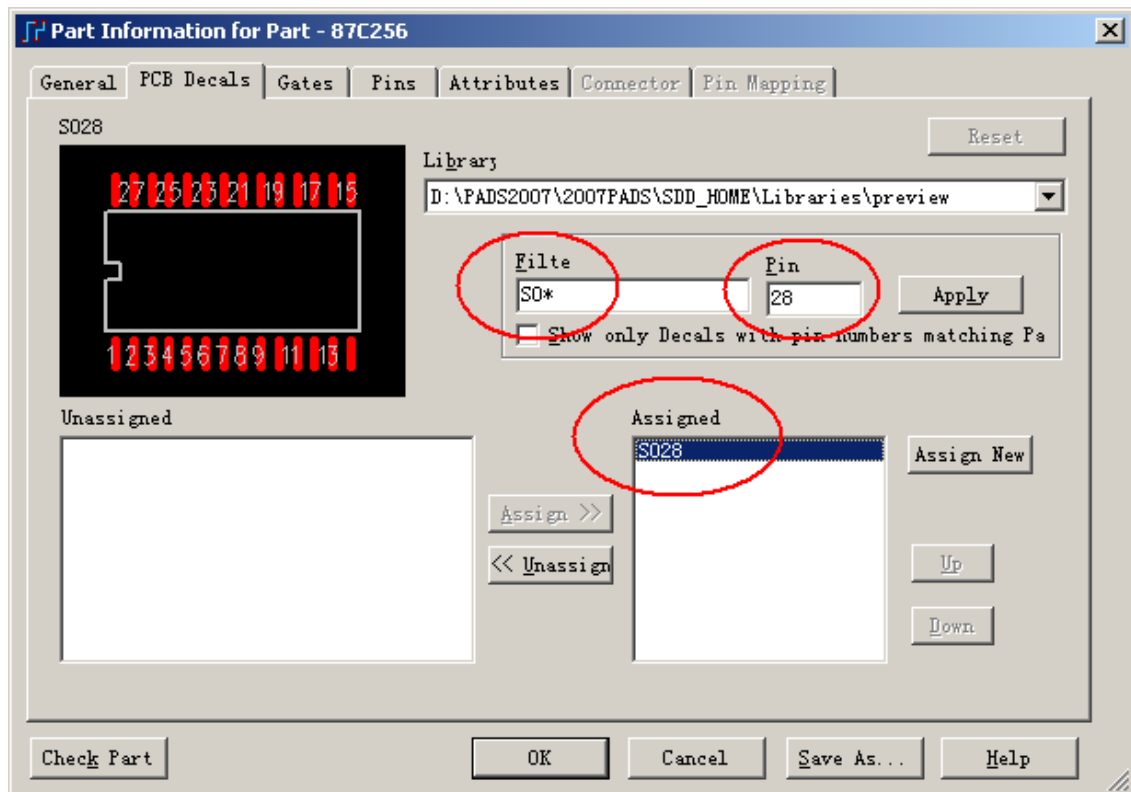 Part Information for Part - 87C256
General PCB Decals Gates Pins Attributes Connector Pin Mapping
SO28
Reset
Library
27 25 23 21 19 17 15
D:\PADS2007\2007PADS\SDD_HOME\Libraries\preview
Filte Pin
SO* 28 Apply
Show only Decals with pin numbers matching Pa
1 2 3 4 5 6 7 8 9 11 13
Unassigned Assigned
SO28
Assign New
Assign >>
<< Unassign
Up
Down
Check Part OK Cancel Save As... Help